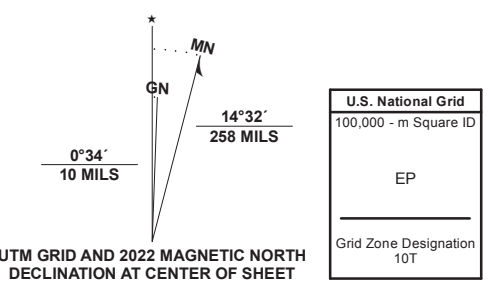 ★
MN
GN
14°32´
258 MILS
0°34´
10 MILS
UTM GRID AND 2022 MAGNETIC NORTH
DECLINATION AT CENTER OF SHEET
U.S. National Grid
100,000 - m Square ID
EP
Grid Zone Designation
10T